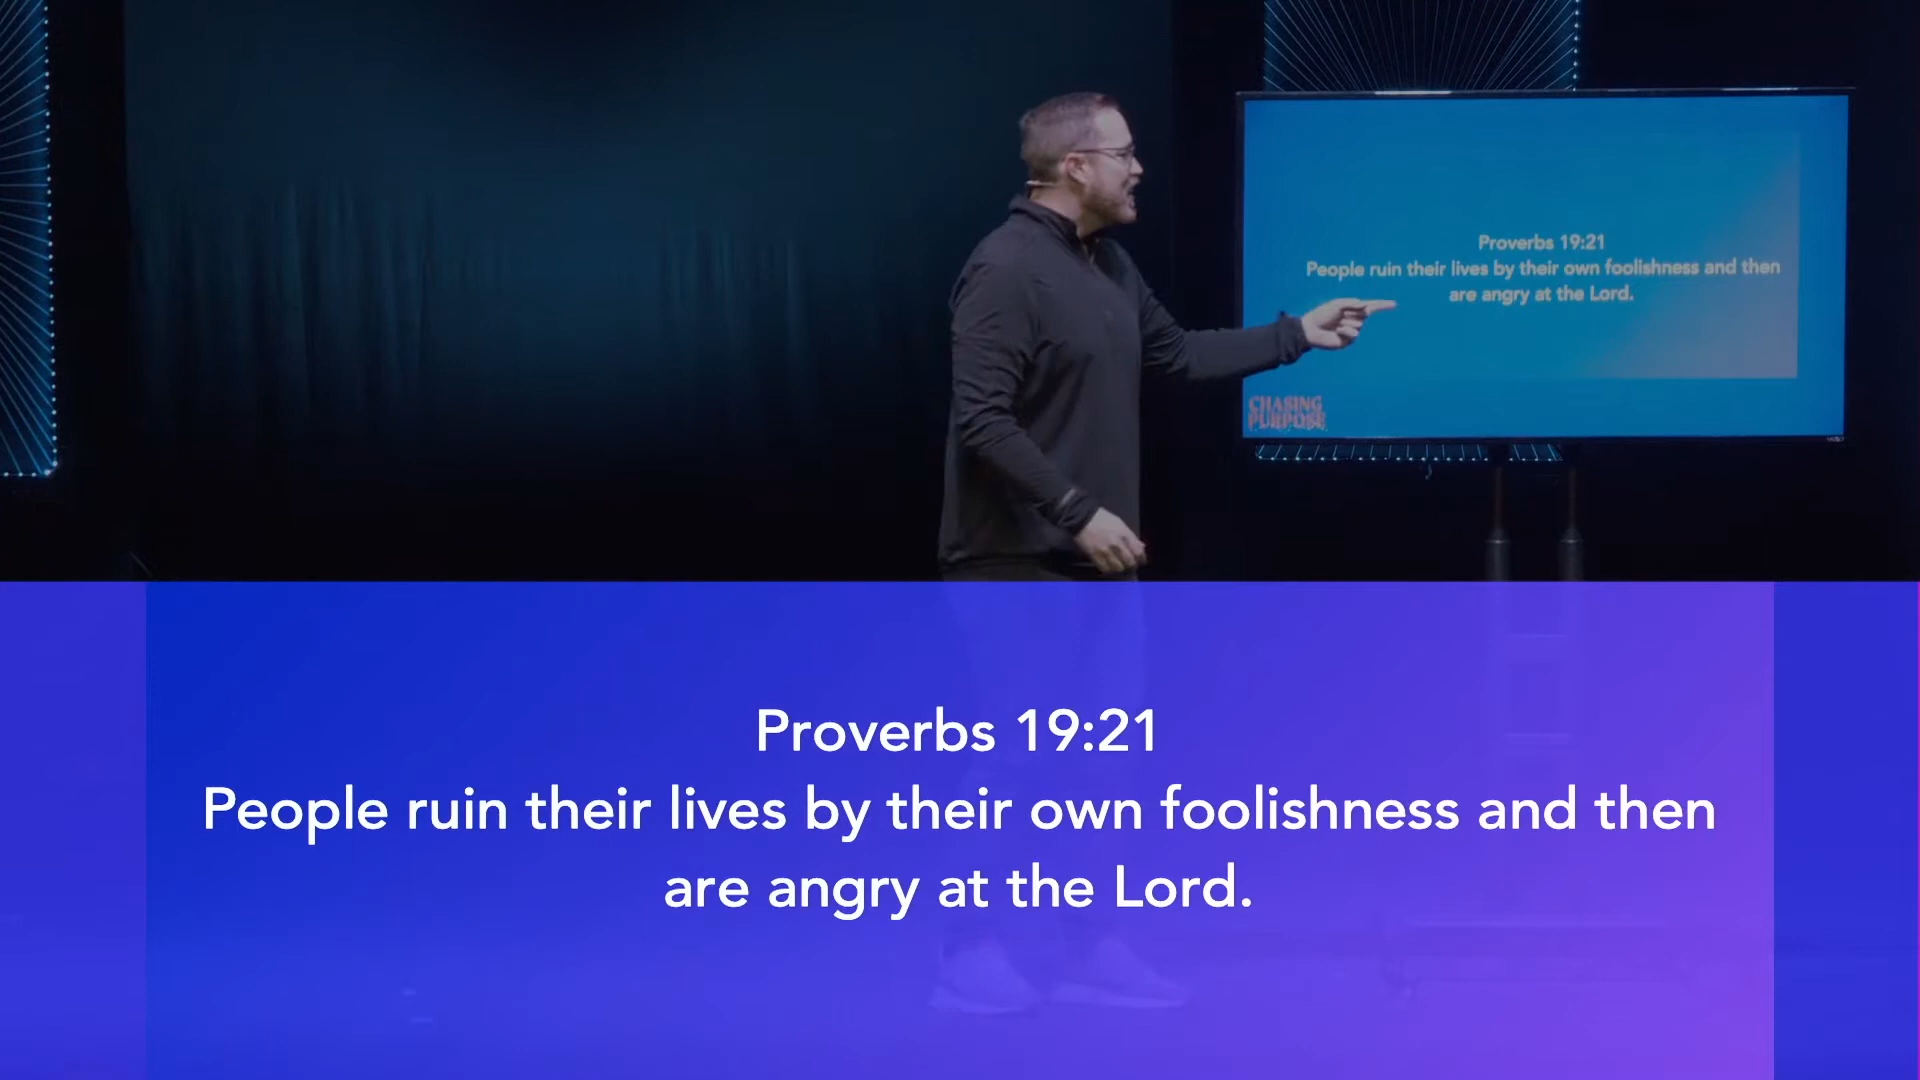 Proverbs 19:21
People ruin their lives by their own foolishness and then
are angry at the Lord.
CHASING
PURPOSE
Proverbs 19:21
People ruin their lives by their own foolishness and then
are angry at the Lord.